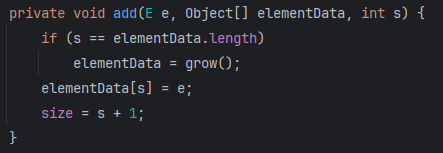 private void add(E e, Object[] elementData, int s) {
    if (s == elementData.length)
        elementData = grow();
    elementData[s] = e;
    size = s + 1;
}